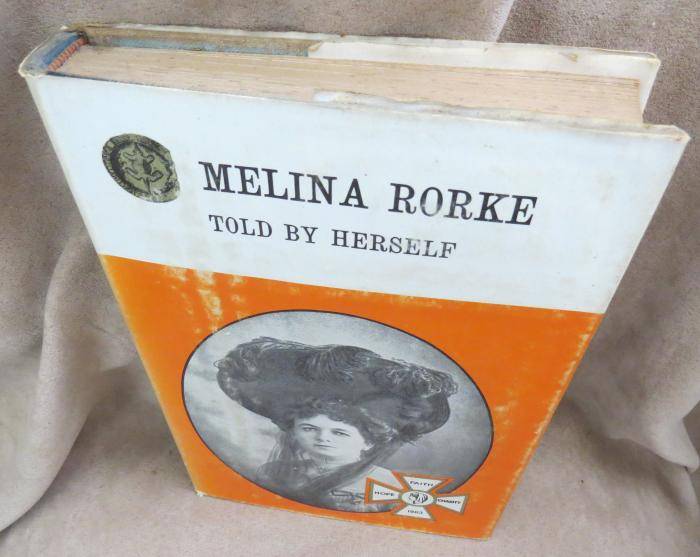 MELINA RORKE
TOLD BY HERSELF
FAITH
HOPE
CHARITY